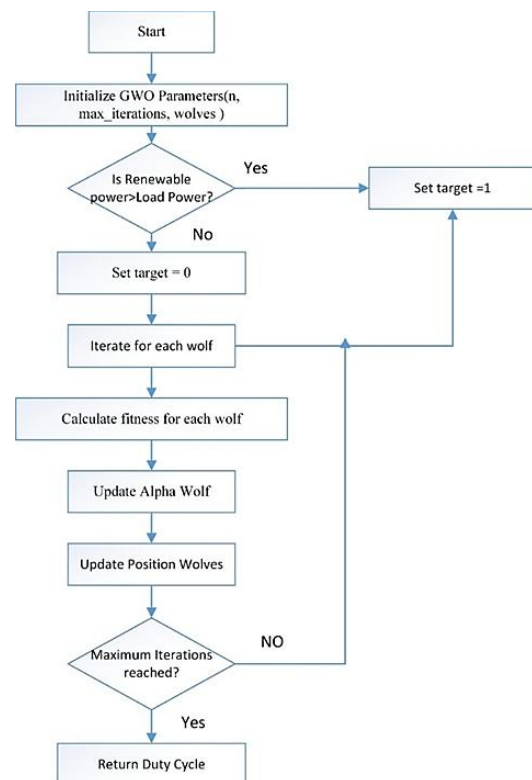 Start
Initialize GWO Parameters(n,
max_iterations, wolves )
Is Renewable
power>Load Power?
Yes
Set target =1
No
Set target = 0
Iterate for each wolf
Calculate fitness for each wolf
Update Alpha Wolf
Update Position Wolves
Maximum Iterations
reached?
NO
Yes
Return Duty Cycle